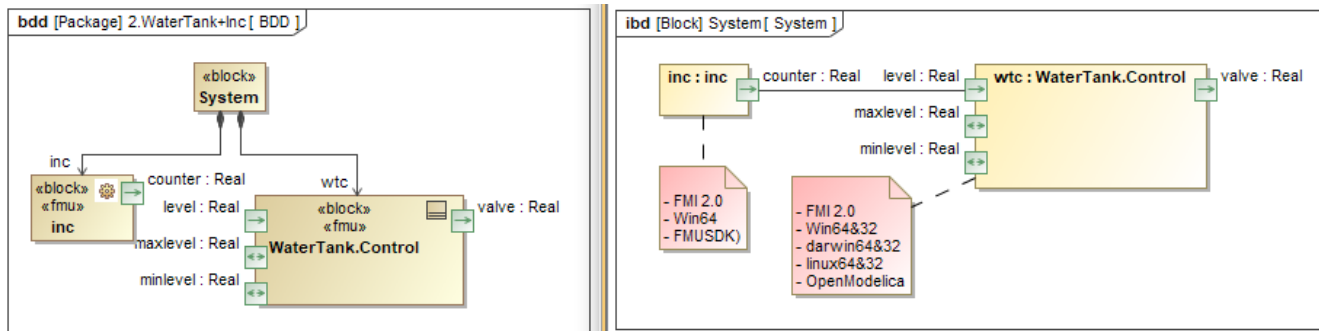 bdd [Package] 2.WaterTank+Inc [ BDD ]
«block»
System
inc
«block»
«fmu»
inc
counter : Real
wtc
level : Real
maxlevel : Real
minlevel : Real
«block»
«fmu»
WaterTank.Control
valve : Real
ibd [Block] System [ System ]
inc : inc
counter : Real
level : Real
maxlevel : Real
minlevel : Real
wtc : WaterTank.Control
valve : Real
- FMI 2.0
- Win64
- FMUSDK)
- FMI 2.0
- Win64&32
- darwin64&32
- linux64&32
- OpenModelica